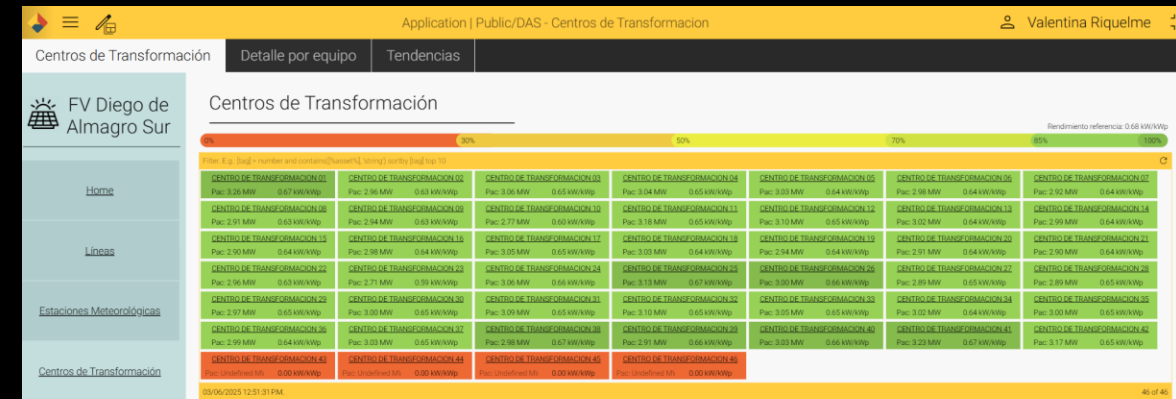 Application | Public/DAS - Centros de Transformacion
Valentina Riquelme
Centros de Transformación
Detalle por equipo
Tendencias
FV Diego de
Almagro Sur
Home
Líneas
Estaciones Meteorológicas
Centros de Transformación
Centros de Transformación
Rendimiento referencia: 0.68 kW/kWp
0% 30% 50% 70% 85% 100%
Filter. E.g.: [tag] > number and contains([%asset%], 'string') sortby [tag] top 10
CENTRO DE TRANSFORMACION 01 CENTRO DE TRANSFORMACION 02 CENTRO DE TRANSFORMACION 03 CENTRO DE TRANSFORMACION 04 CENTRO DE TRANSFORMACION 05 CENTRO DE TRANSFORMACION 06 CENTRO DE TRANSFORMACION 07
Pac: 3.26 MW 0.67 kW/kWp Pac: 2.96 MW 0.63 kW/kWp Pac: 3.06 MW 0.65 kW/kWp Pac: 3.04 MW 0.65 kW/kWp Pac: 3.03 MW 0.64 kW/kWp Pac: 2.98 MW 0.64 kW/kWp Pac: 2.92 MW 0.64 kW/kWp
CENTRO DE TRANSFORMACION 08 CENTRO DE TRANSFORMACION 09 CENTRO DE TRANSFORMACION 10 CENTRO DE TRANSFORMACION 11 CENTRO DE TRANSFORMACION 12 CENTRO DE TRANSFORMACION 13 CENTRO DE TRANSFORMACION 14
Pac: 2.91 MW 0.63 kW/kWp Pac: 2.94 MW 0.63 kW/kWp Pac: 2.77 MW 0.60 kW/kWp Pac: 3.18 MW 0.65 kW/kWp Pac: 3.10 MW 0.65 kW/kWp Pac: 3.02 MW 0.64 kW/kWp Pac: 2.99 MW 0.64 kW/kWp
CENTRO DE TRANSFORMACION 15 CENTRO DE TRANSFORMACION 16 CENTRO DE TRANSFORMACION 17 CENTRO DE TRANSFORMACION 18 CENTRO DE TRANSFORMACION 19 CENTRO DE TRANSFORMACION 20 CENTRO DE TRANSFORMACION 21
Pac: 2.90 MW 0.64 kW/kWp Pac: 2.98 MW 0.64 kW/kWp Pac: 3.05 MW 0.65 kW/kWp Pac: 3.03 MW 0.64 kW/kWp Pac: 2.94 MW 0.64 kW/kWp Pac: 2.91 MW 0.64 kW/kWp Pac: 2.90 MW 0.64 kW/kWp
CENTRO DE TRANSFORMACION 22 CENTRO DE TRANSFORMACION 23 CENTRO DE TRANSFORMACION 24 CENTRO DE TRANSFORMACION 25 CENTRO DE TRANSFORMACION 26 CENTRO DE TRANSFORMACION 27 CENTRO DE TRANSFORMACION 28
Pac: 2.96 MW 0.63 kW/kWp Pac: 2.71 MW 0.59 kW/kWp Pac: 3.06 MW 0.66 kW/kWp Pac: 3.13 MW 0.67 kW/kWp Pac: 3.00 MW 0.66 kW/kWp Pac: 2.89 MW 0.65 kW/kWp Pac: 2.89 MW 0.65 kW/kWp
CENTRO DE TRANSFORMACION 29 CENTRO DE TRANSFORMACION 30 CENTRO DE TRANSFORMACION 31 CENTRO DE TRANSFORMACION 32 CENTRO DE TRANSFORMACION 33 CENTRO DE TRANSFORMACION 34 CENTRO DE TRANSFORMACION 35
Pac: 2.97 MW 0.65 kW/kWp Pac: 3.00 MW 0.65 kW/kWp Pac: 3.09 MW 0.65 kW/kWp Pac: 3.10 MW 0.65 kW/kWp Pac: 3.05 MW 0.65 kW/kWp Pac: 3.02 MW 0.64 kW/kWp Pac: 3.00 MW 0.65 kW/kWp
CENTRO DE TRANSFORMACION 36 CENTRO DE TRANSFORMACION 37 CENTRO DE TRANSFORMACION 38 CENTRO DE TRANSFORMACION 39 CENTRO DE TRANSFORMACION 40 CENTRO DE TRANSFORMACION 41 CENTRO DE TRANSFORMACION 42
Pac: 2.99 MW 0.64 kW/kWp Pac: 3.03 MW 0.65 kW/kWp Pac: 2.98 MW 0.67 kW/kWp Pac: 2.91 MW 0.66 kW/kWp Pac: 3.03 MW 0.66 kW/kWp Pac: 3.23 MW 0.67 kW/kWp Pac: 3.17 MW 0.65 kW/kWp
CENTRO DE TRANSFORMACION 43 CENTRO DE TRANSFORMACION 44 CENTRO DE TRANSFORMACION 45 CENTRO DE TRANSFORMACION 46
Pac: Undefined M 0.00 kW/kWp Pac: Undefined M 0.00 kW/kWp Pac: Undefined M 0.00 kW/kWp Pac: Undefined M 0.00 kW/kWp
03/06/2025 12:51:31 P.M. 46 of 46